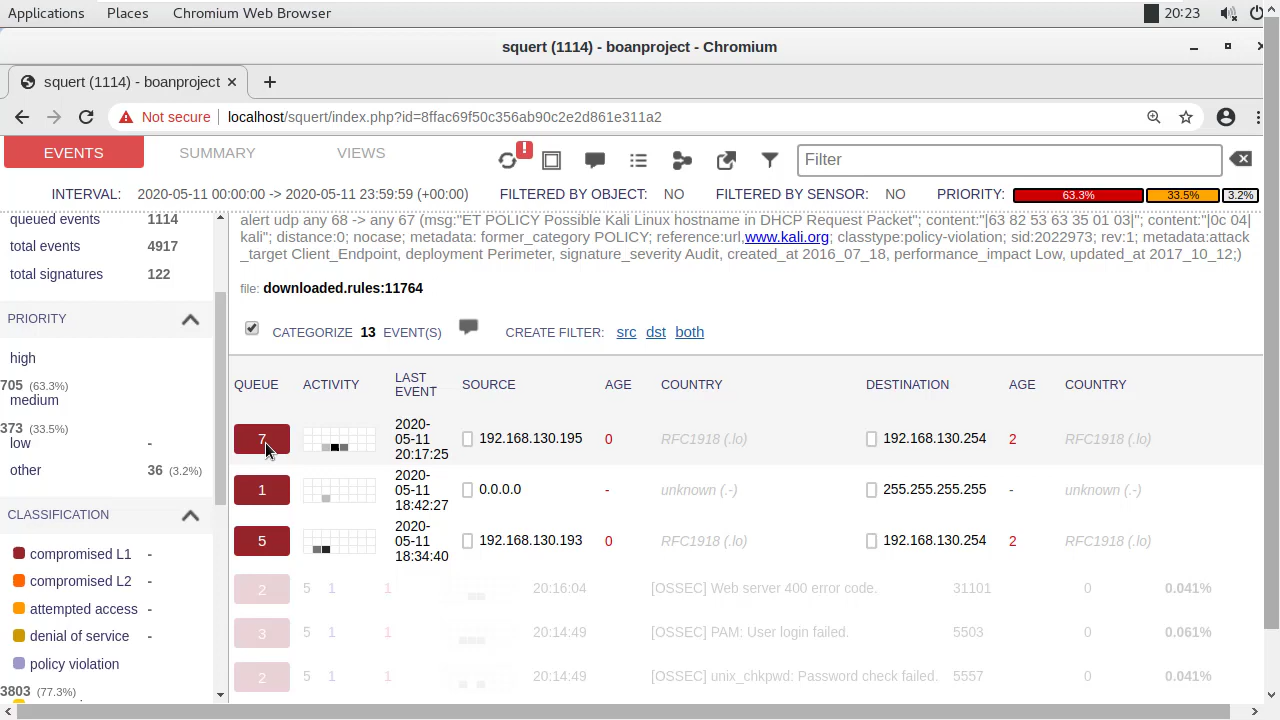 Applications Places Chromium Web Browser 20:23
squert (1114) - boanproject - Chromium
squert (1114) - boanproject
Not secure localhost/squert/index.php?id=8ffac69f50c356ab90c2e2d861e311a2
EVENTS SUMMARY VIEWS Filter
INTERVAL: 2020-05-11 00:00:00 -> 2020-05-11 23:59:59 (+00:00) FILTERED BY OBJECT: NO FILTERED BY SENSOR: NO PRIORITY: 63.3% 33.5% 3.2%
queued events 1114
total events 4917
total signatures 122
PRIORITY
high
705 (63.3%)
medium
373 (33.5%)
low -
other 36 (3.2%)
CLASSIFICATION
compromised L1 -
compromised L2 -
attempted access -
denial of service -
policy violation
3803 (77.3%)
alert udp any 68 -> any 67 (msg:"ET POLICY Possible Kali Linux hostname in DHCP Request Packet"; content:"|63 82 53 63 35 01 03|"; content:"|0c 04|
kali"; distance:0; nocase; metadata: former_category POLICY; reference:url,www.kali.org; classtype:policy-violation; sid:2022973; rev:1; metadata:attack
_target Client_Endpoint, deployment Perimeter, signature_severity Audit, created_at 2016_07_18, performance_impact Low, updated_at 2017_10_12;)
file: downloaded.rules:11764
CATEGORIZE 13 EVENT(S) CREATE FILTER: src dst both
QUEUE ACTIVITY LAST EVENT SOURCE AGE COUNTRY DESTINATION AGE COUNTRY
7 2020-05-11 20:17:25 192.168.130.195 0 RFC1918 (.lo) 192.168.130.254 2 RFC1918 (.lo)
1 2020-05-11 18:42:27 0.0.0.0 - unknown (.-) 255.255.255.255 - unknown (.-)
5 2020-05-11 18:34:40 192.168.130.193 0 RFC1918 (.lo) 192.168.130.254 2 RFC1918 (.lo)
2 5 1 1 20:16:04 [OSSEC] Web server 400 error code. 31101 0 0.041%
3 5 1 1 20:14:49 [OSSEC] PAM: User login failed. 5503 0 0.061%
2 5 1 1 20:14:49 [OSSEC] unix_chkpwd: Password check failed. 5557 0 0.041%